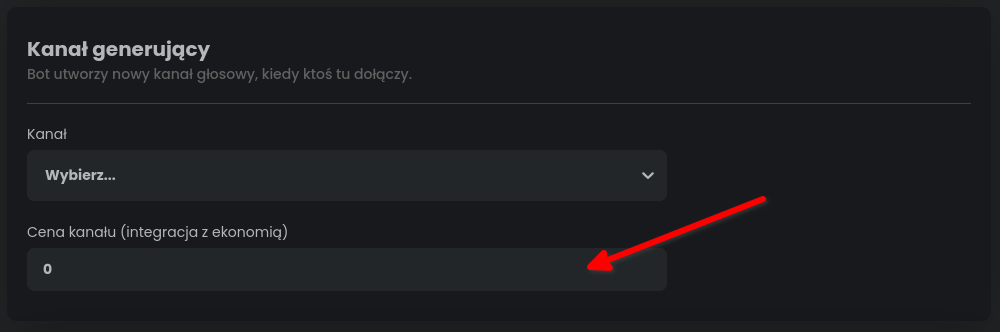 Kanał generujący
Bot utworzy nowy kanał głosowy, kiedy ktoś tu dołączy.
Kanał
Wybierz...
Cena kanału (integracja z ekonomią)
0